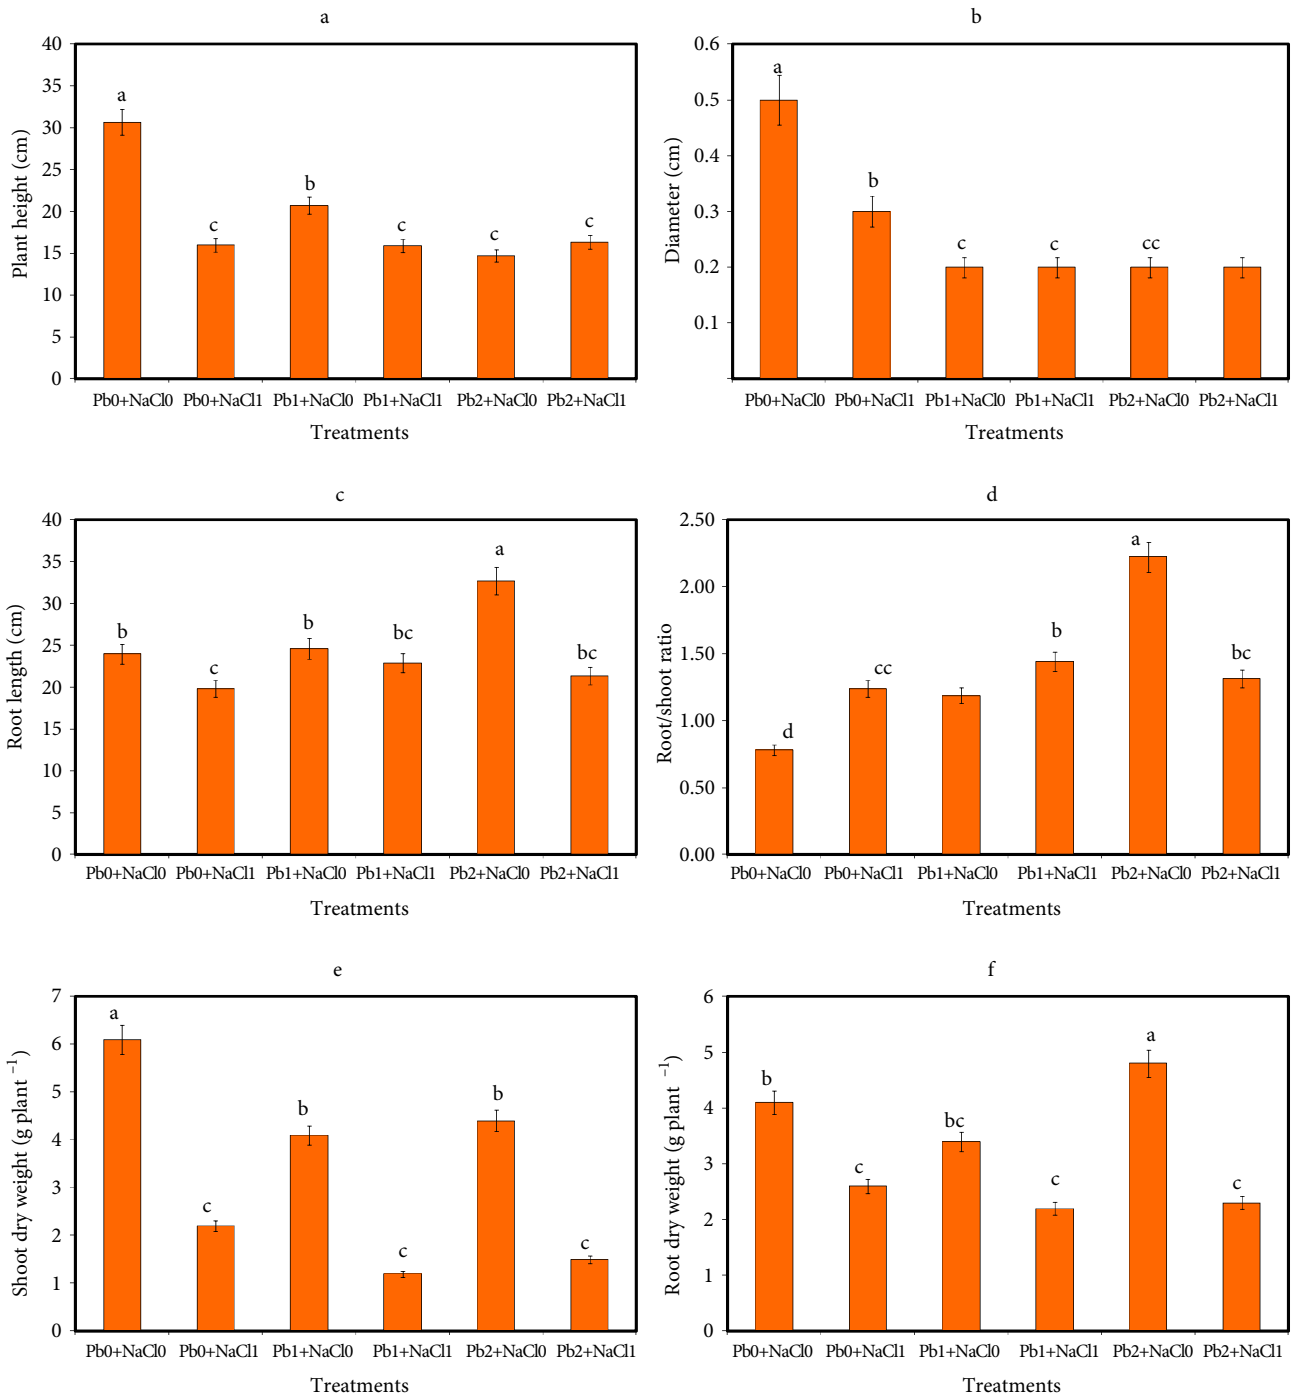 a
40
35
30
25
20
15
10
5
0
Plant height (cm)
a
c
b
c
c
c
Pb0+NaCl0 Pb0+NaCl1 Pb1+NaCl0 Pb1+NaCl1 Pb2+NaCl0 Pb2+NaCl1
Treatments
b
0.6
0.5
0.4
0.3
0.2
0.1
Diameter (cm)
a
b
c
c
cc
Pb0+NaCl0 Pb0+NaCl1 Pb1+NaCl0 Pb1+NaCl1 Pb2+NaCl0 Pb2+NaCl1
Treatments
c
40
35
30
25
20
15
10
5
0
Root length (cm)
b
c
b
bc
a
bc
Pb0+NaCl0 Pb0+NaCl1 Pb1+NaCl0 Pb1+NaCl1 Pb2+NaCl0 Pb2+NaCl1
Treatments
d
2.50
2.00
1.50
1.00
0.50
0.00
Root/shoot ratio
d
cc
b
a
bc
Pb0+NaCl0 Pb0+NaCl1 Pb1+NaCl0 Pb1+NaCl1 Pb2+NaCl0 Pb2+NaCl1
Treatments
e
7
6
5
4
3
2
1
0
Shoot dry weight (g plant −1)
a
c
b
c
b
c
Pb0+NaCl0 Pb0+NaCl1 Pb1+NaCl0 Pb1+NaCl1 Pb2+NaCl0 Pb2+NaCl1
Treatments
f
6
5
4
3
2
1
0
Root dry weight (g plant −1)
b
c
bc
c
a
c
Pb0+NaCl0 Pb0+NaCl1 Pb1+NaCl0 Pb1+NaCl1 Pb2+NaCl0 Pb2+NaCl1
Treatments